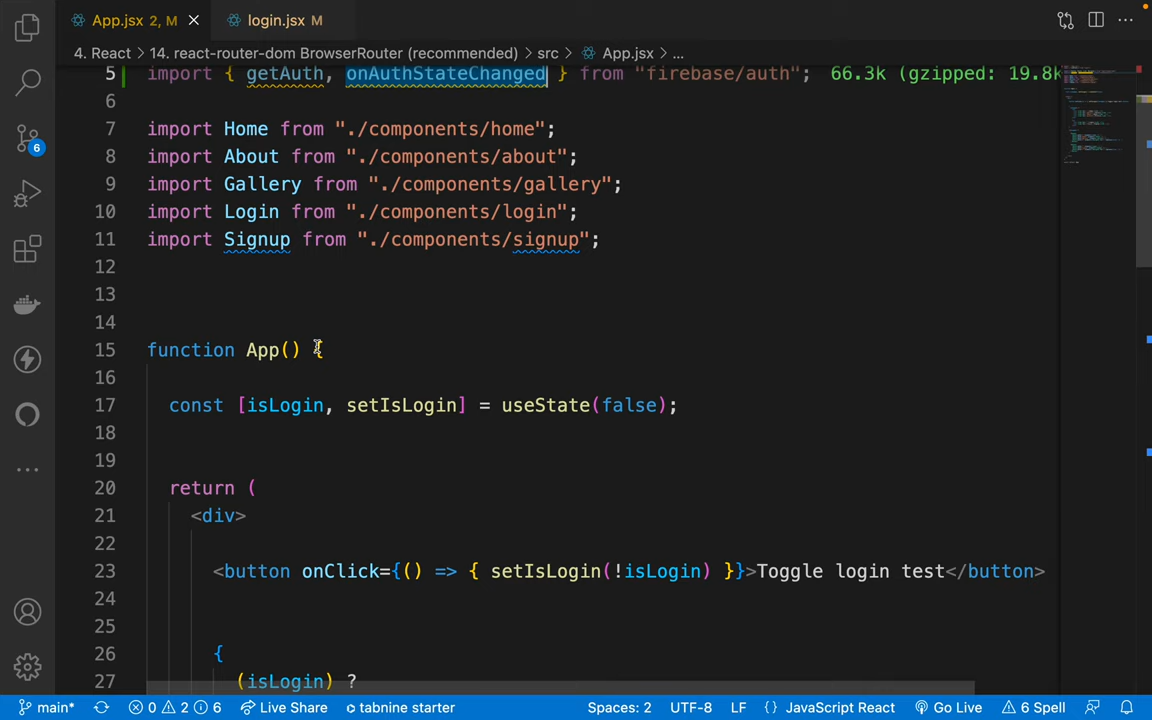 App.jsx 2, M
login.jsx M
4. React > 14. react-router-dom BrowserRouter (recommended) > src > App.jsx > ...
5 import { getAuth, onAuthStateChanged } from "firebase/auth"; 66.3k (gzipped: 19.8k
6
7 import Home from "./components/home";
8 import About from "./components/about";
9 import Gallery from "./components/gallery";
10 import Login from "./components/login";
11 import Signup from "./components/signup";
12
13
14
15 function App() {
16
17 const [isLogin, setIsLogin] = useState(false);
18
19
20 return (
21 <div>
22
23 <button onClick={() => { setIsLogin(!isLogin) }}>Toggle login test</button>
24
25
26 {
27 (isLogin) ?
6
main* 0 2 6 Live Share tabnine starter Spaces: 2 UTF-8 LF {} JavaScript React Go Live 6 Spell